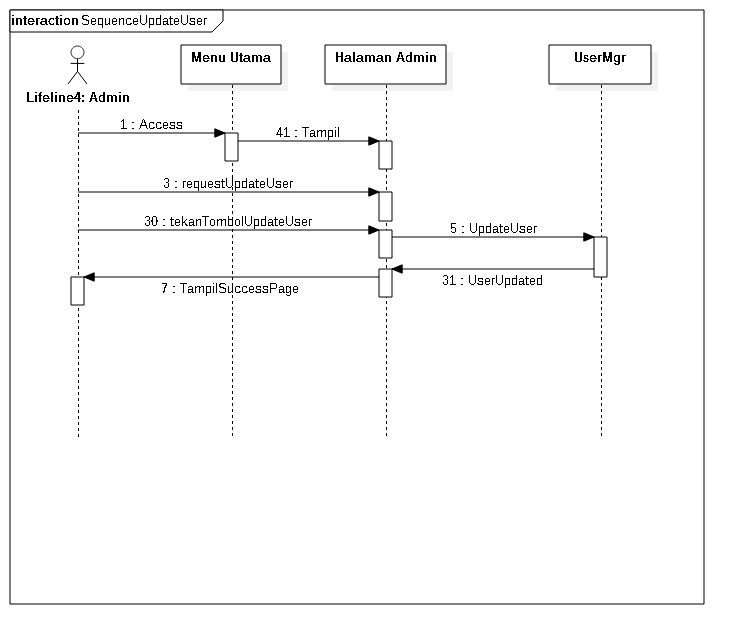 interaction SequenceUpdateUser
Menu Utama
Halaman Admin
UserMgr
Lifeline4: Admin
1 : Access
41 : Tampil
3 : requestUpdateUser
30 : tekanTombolUpdateUser
5 : UpdateUser
31 : UserUpdated
7 : TampilSuccessPage